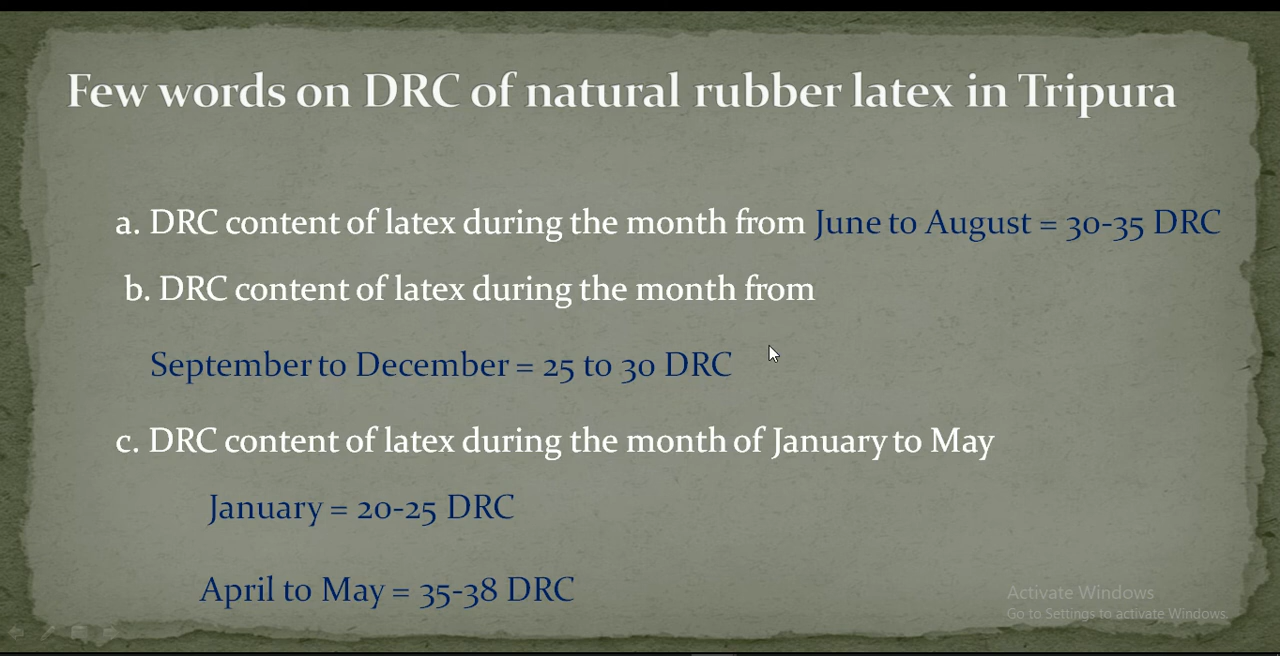 Few words on DRC of natural rubber latex in Tripura
a. DRC content of latex during the month from June to August = 30-35 DRC
b. DRC content of latex during the month from
September to December = 25 to 30 DRC
c. DRC content of latex during the month of January to May
January = 20-25 DRC
April to May = 35-38 DRC
Activate Windows
Go to Settings to activate Windows.